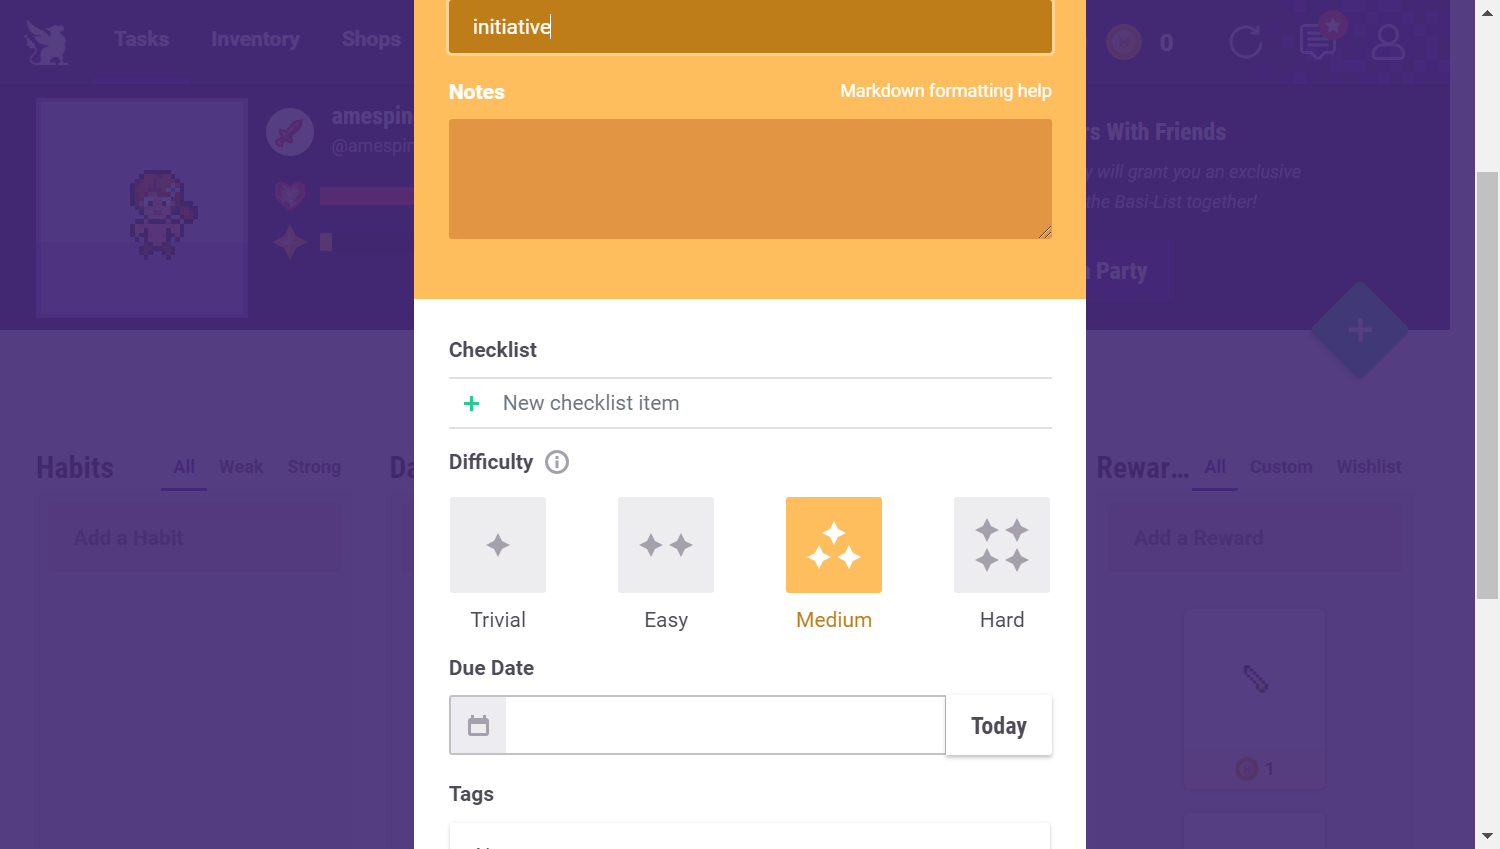 initiative
Tasks Inventory Shops 0
Notes Markdown formatting help
amespin
@amespin
rs With Friends
will grant you an exclusive
the Basi-List together!
a Party
Checklist
New checklist item
Difficulty
Habits All Weak Strong
Da
Rewar... All Custom Wishlist
Add a Habit
Add a Reward
Trivial Easy Medium Hard
Due Date
Today
1
Tags